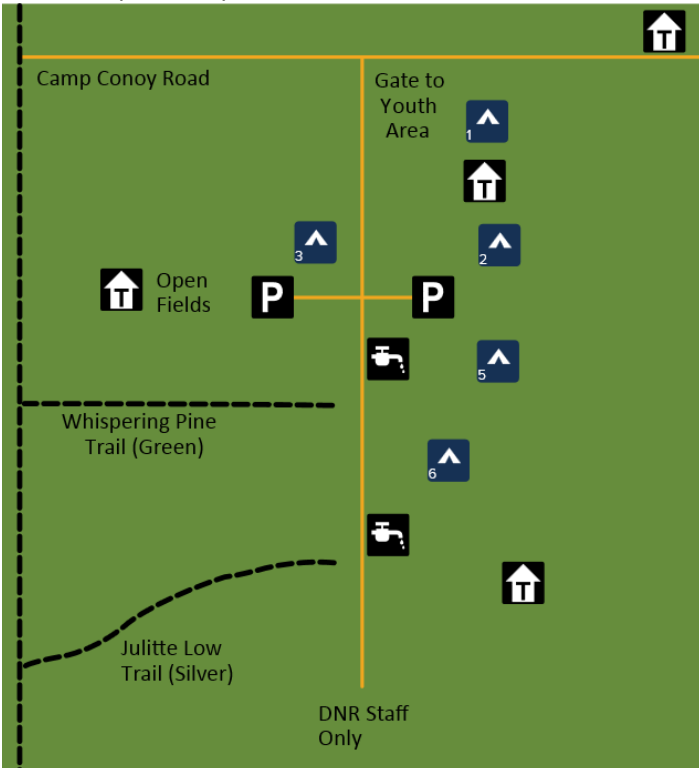 T
Camp Conoy Road
Gate to
Youth
Area
1
T
3
2
T
Open
Fields
P
P
5
Whispering Pine
Trail (Green)
6
T
Julitte Low
Trail (Silver)
DNR Staff
Only